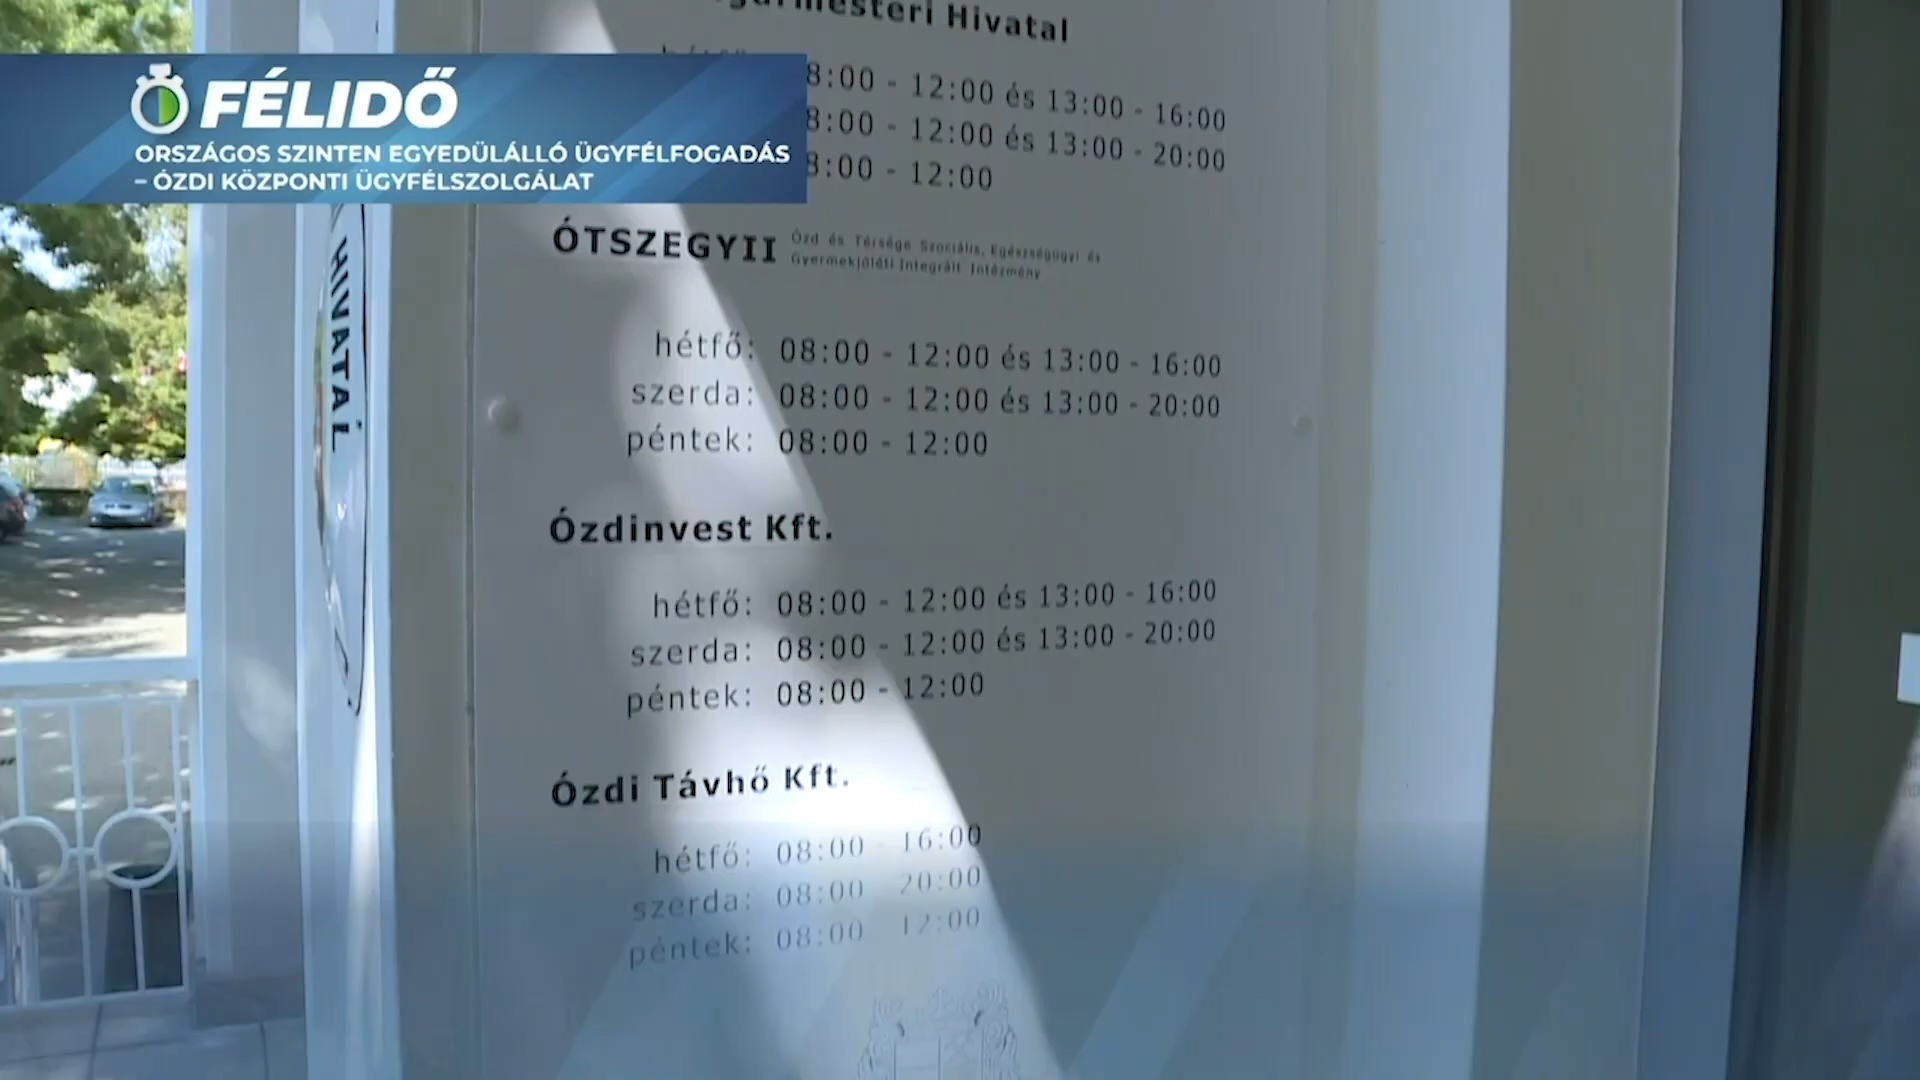 FÉLIDŐ
ORSZÁGOS SZINTEN EGYEDÜLÁLLÓ ÜGYFÉLFOGADÁS
– ÓZDI KÖZPONTI ÜGYFÉLSZOLGÁLAT
HIVATAL
Hivatal
8:00 - 12:00 és 13:00 - 16:00
8:00 - 12:00 és 13:00 - 20:00
8:00 - 12:00
ÓTSZEGYII Ózd és Térsége Szociális, Egészségügyi és
Gyermekjóléti Integrált Intézmény
hétfő: 08:00 - 12:00 és 13:00 - 16:00
szerda: 08:00 - 12:00 és 13:00 - 20:00
péntek: 08:00 - 12:00
Ózdinvest Kft.
hétfő: 08:00 - 12:00 és 13:00 - 16:00
szerda: 08:00 - 12:00 és 13:00 - 20:00
péntek: 08:00 - 12:00
Ózdi Távhő Kft.
hétfő: 08:00 - 16:00
szerda: 08:00 20:00
péntek: 08:00 12:00